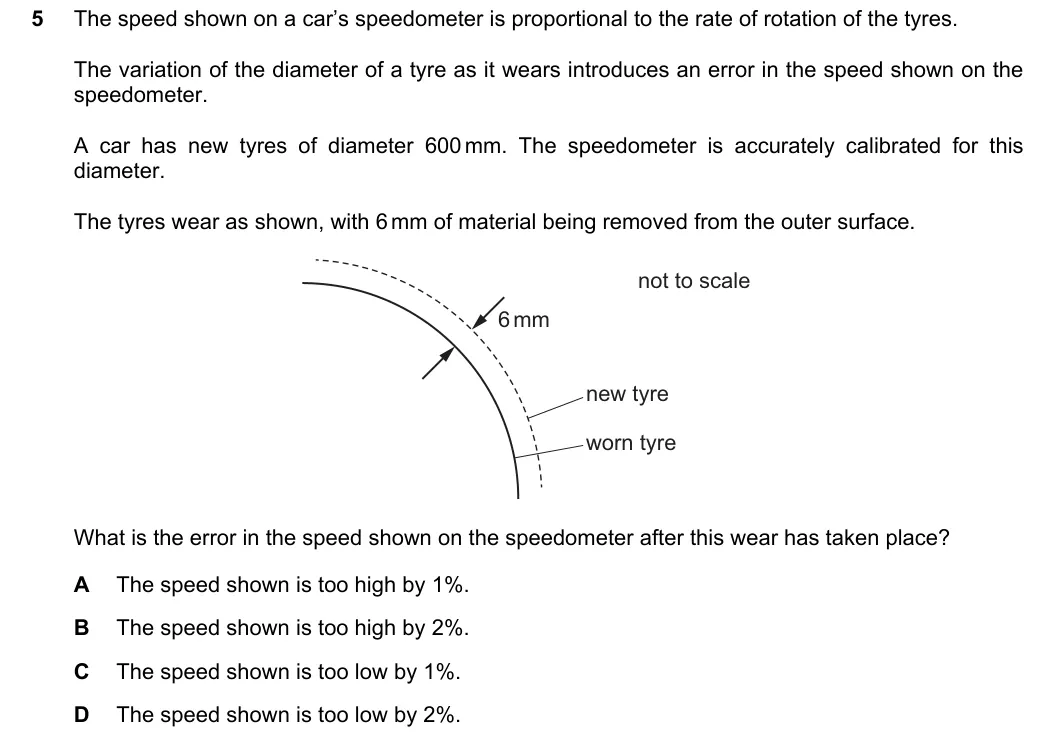 5 The speed shown on a car’s speedometer is proportional to the rate of rotation of the tyres.
The variation of the diameter of a tyre as it wears introduces an error in the speed shown on the
speedometer.
A car has new tyres of diameter 600 mm. The speedometer is accurately calibrated for this
diameter.
The tyres wear as shown, with 6 mm of material being removed from the outer surface.
not to scale
6 mm
new tyre
worn tyre
What is the error in the speed shown on the speedometer after this wear has taken place?
A The speed shown is too high by 1%.
B The speed shown is too high by 2%.
C The speed shown is too low by 1%.
D The speed shown is too low by 2%.